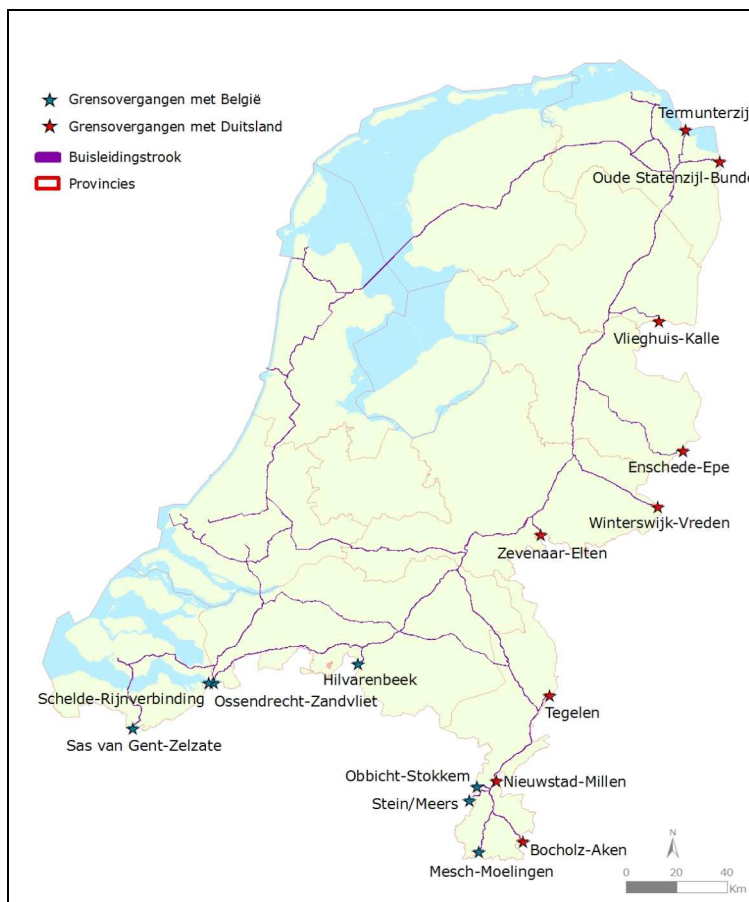 Grensovergangen met België
Grensovergangen met Duitsland
Buisleidingstrook
Provincies
Termunterzij
Oude Statenzijl-Bunde
Vlieghuis-Kalle
Enschede-Epe
Winterswijk-Vreden
Zevenaar-Elten
Hilvarenbeek
Schelde-Rijnverbinding
Ossendrecht-Zandvliet
Tegelen
Sas van Gent-Zelzate
Obbicht-Stokkem
Nieuwstad-Millen
Stein/Meers
Bocholz-Aken
Mesch-Moelingen
N
0 20 40
Km